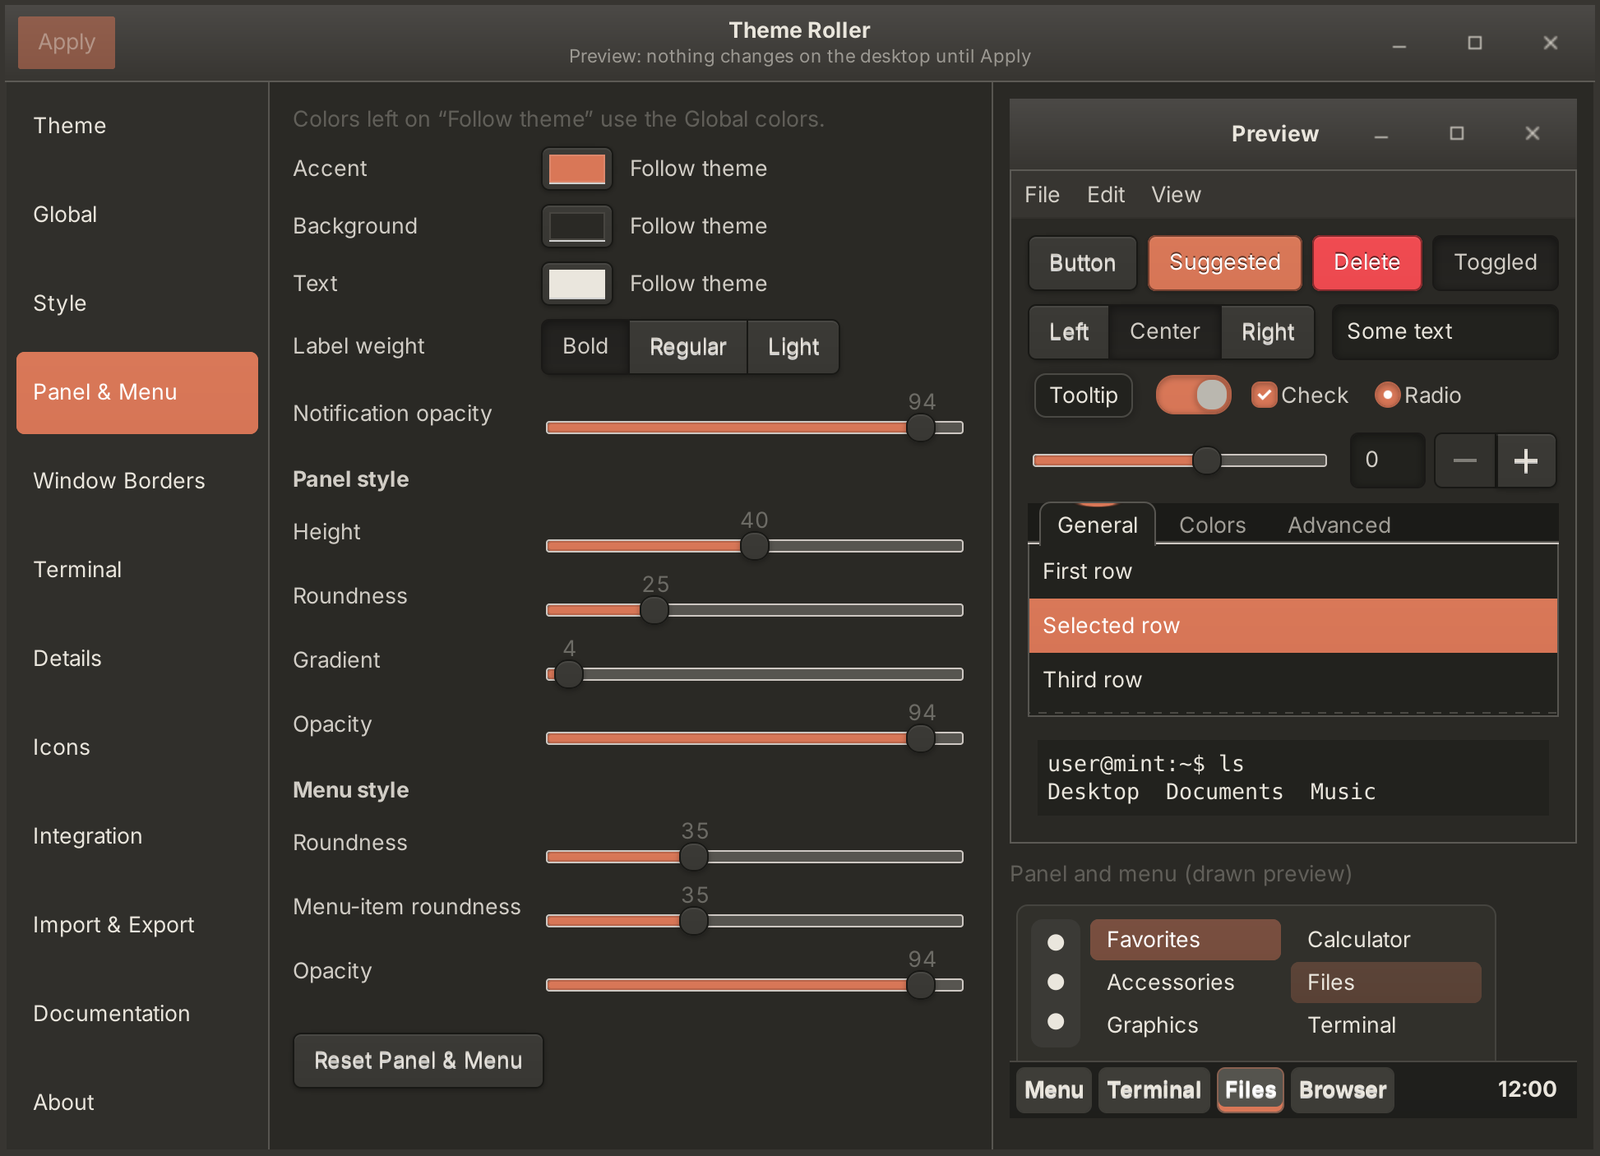 Apply
Theme Roller
Preview: nothing changes on the desktop until Apply
Theme
Global
Style
Panel & Menu
Window Borders
Terminal
Details
Icons
Integration
Import & Export
Documentation
About
Colors left on “Follow theme” use the Global colors.
Accent
Follow theme
Background
Follow theme
Text
Follow theme
Label weight
Bold Regular Light
Notification opacity
94
Panel style
Height
40
Roundness
25
Gradient
4
Opacity
94
Menu style
Roundness
35
Menu-item roundness
35
Opacity
94
Reset Panel & Menu
Preview
File Edit View
Button Suggested Delete Toggled
Left Center Right Some text
Tooltip Check Radio
0
General Colors Advanced
First row
Selected row
Third row
user@mint:~$ ls
Desktop Documents Music
Panel and menu (drawn preview)
Favorites Calculator
Accessories Files
Graphics Terminal
Menu Terminal Files Browser 12:00